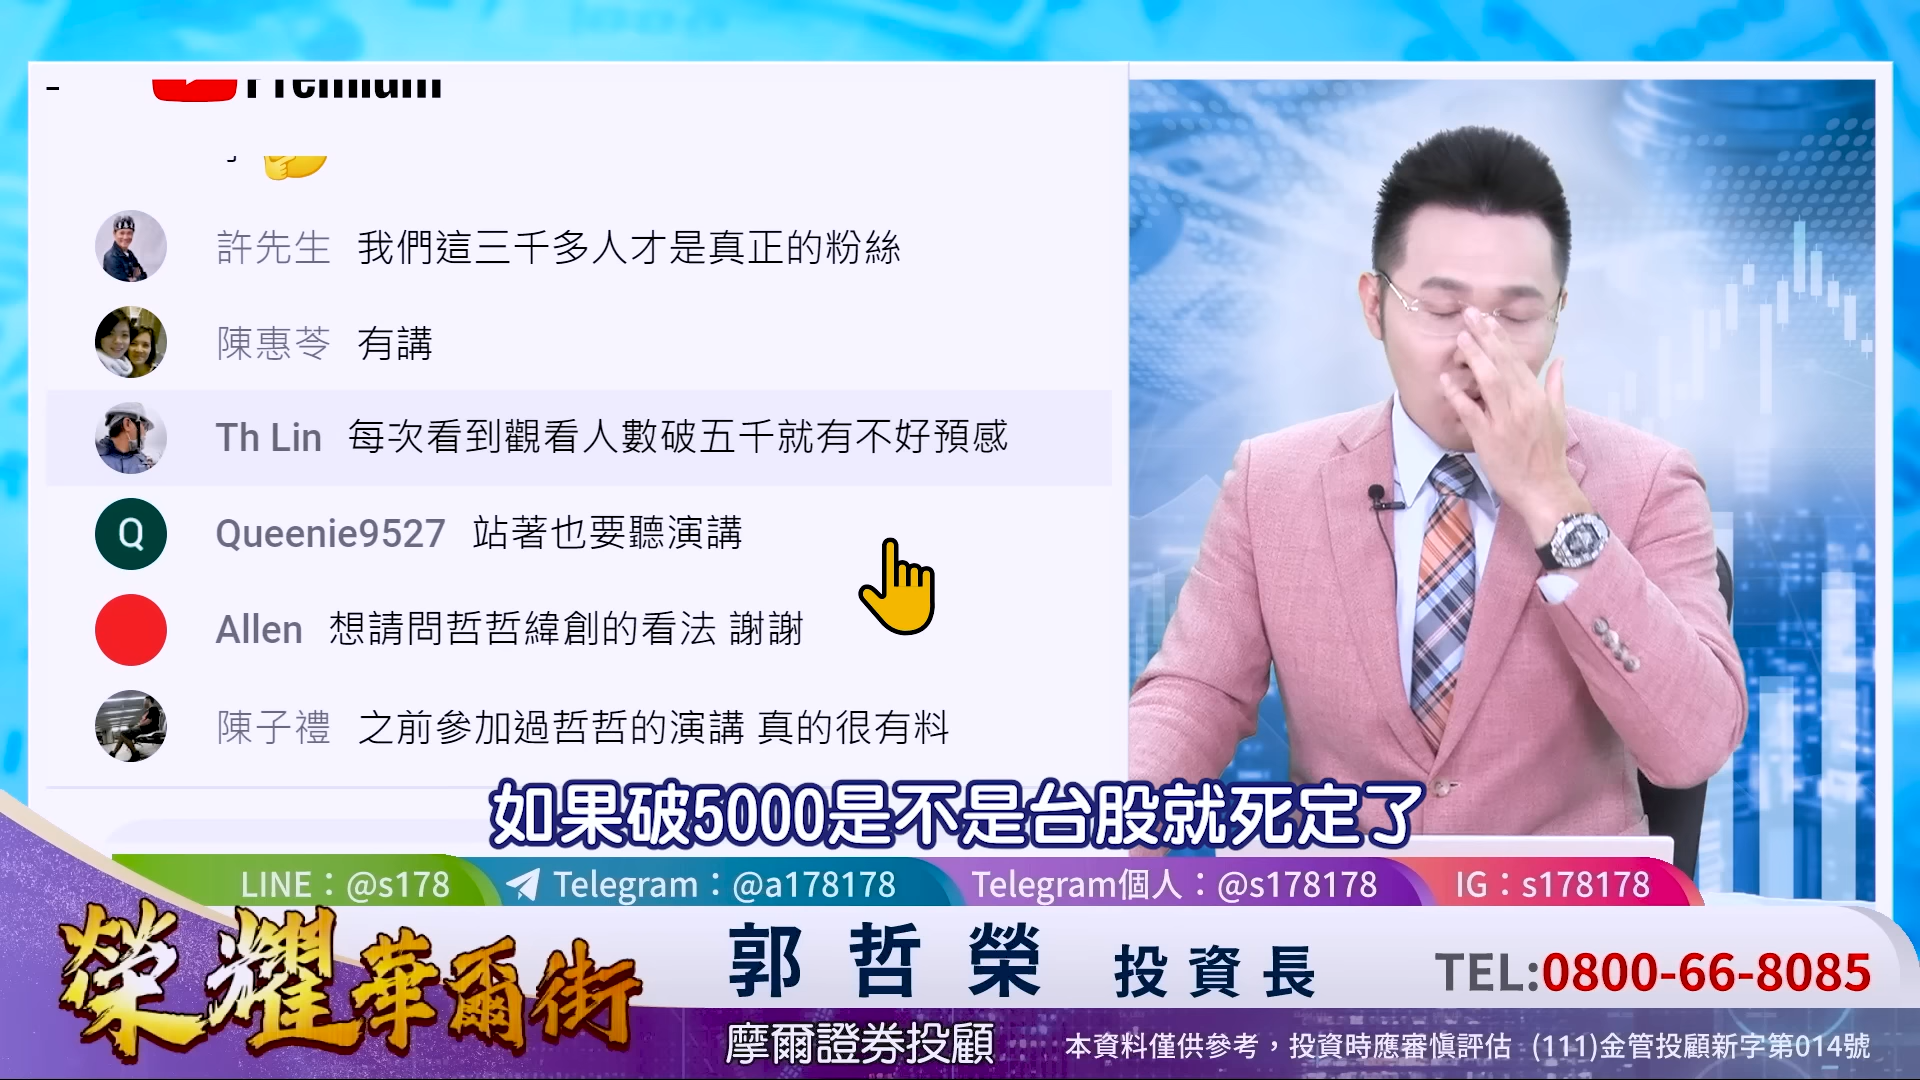 Premium
許先生 我們這三千多人才是真正的粉絲
陳惠苓 有講
Th Lin 每次看到觀看人數破五千就有不好預感
Q Queenie9527 站著也要聽演講
Allen 想請問哲哲緯創的看法 謝謝
陳子禮 之前參加過哲哲的演講 真的很有料
如果破5000是不是台股就死定了
LINE：@s178 Telegram：@a178178 Telegram個人：@s178178 IG：s178178
榮耀華爾街
郭哲榮 投資長 TEL:0800-66-8085
摩爾證券投顧 本資料僅供參考，投資時應審慎評估 (111)金管投顧新字第014號